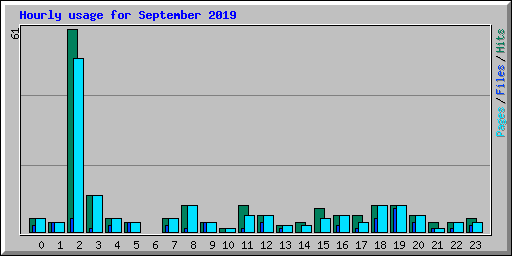 Hourly usage for September 2019
61
Pages/Files/Hits
0 1 2 3 4 5 6 7 8 9 10 11 12 13 14 15 16 17 18 19 20 21 22 23